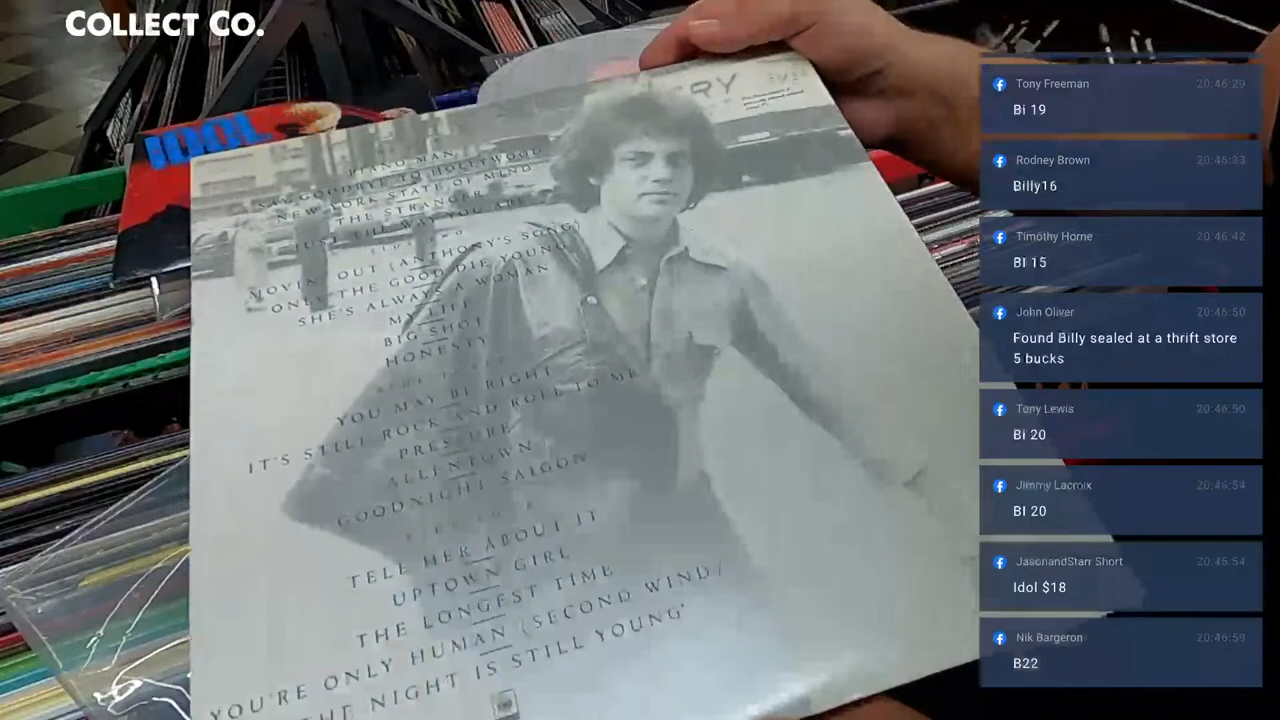 COLLECT CO.
IDOL
PIANO MAN
SAY GOODBYE TO HOLLYWOOD
NEW YORK STATE OF MIND
THE STRANGER
JUST THE WAY YOU ARE
MOVIN' OUT (ANTHONY'S SONG)
ONLY THE GOOD DIE YOUNG
SHE'S ALWAYS A WOMAN
MY LIFE
BIG SHOT
HONESTY
YOU MAY BE RIGHT
IT'S STILL ROCK AND ROLL TO ME
PRESSURE
ALLENTOWN
GOODNIGHT SAIGON
TELL HER ABOUT IT
UPTOWN GIRL
THE LONGEST TIME
YOU'RE ONLY HUMAN (SECOND WIND)
THE NIGHT IS STILL YOUNG
Tony Freeman 20:46:29
Bi 19
Rodney Brown 20:46:33
Billy16
Timothy Horne 20:46:42
BI 15
John Oliver 20:46:50
Found Billy sealed at a thrift store
5 bucks
Tony Lewis 20:46:50
Bi 20
Jimmy Lacroix 20:46:54
BI 20
JasonandStarr Short 20:46:54
Idol $18
Nik Bargeron 20:46:59
B22